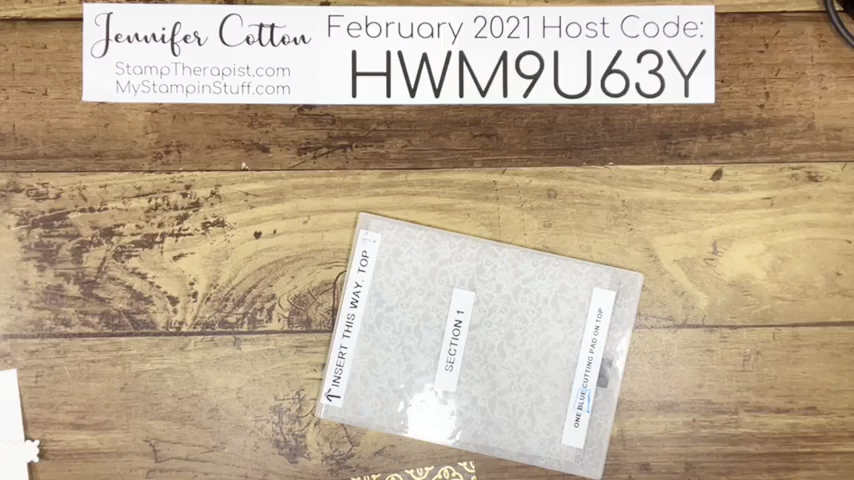 Jennifer Cotton
StampTherapist.com
MyStampinStuff.com
February 2021 Host Code:
HWM9U63Y
INSERT THIS WAY. TOP
SECTION 1
ONE BLUE CUTTING PAD ON TOP